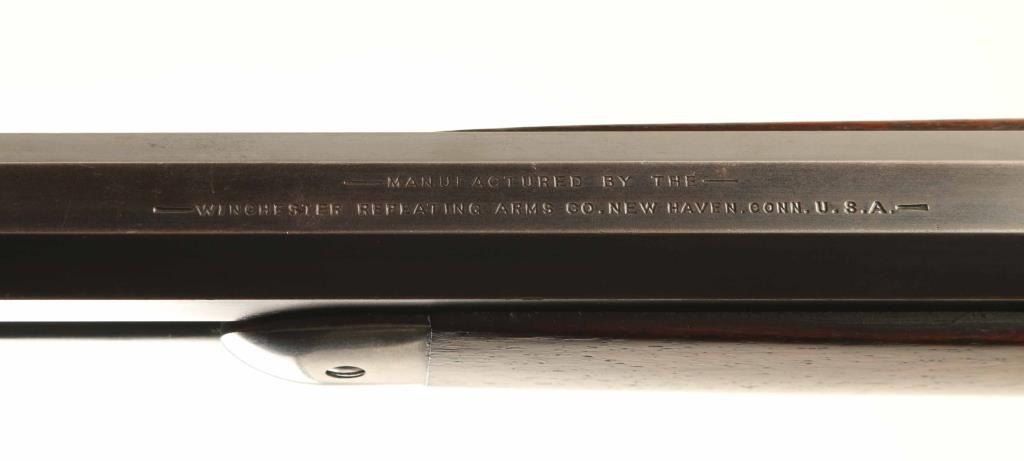 MANUFACTURED BY THE
WINCHESTER REPEATING ARMS CO. NEW HAVEN. CONN. U.S.A.